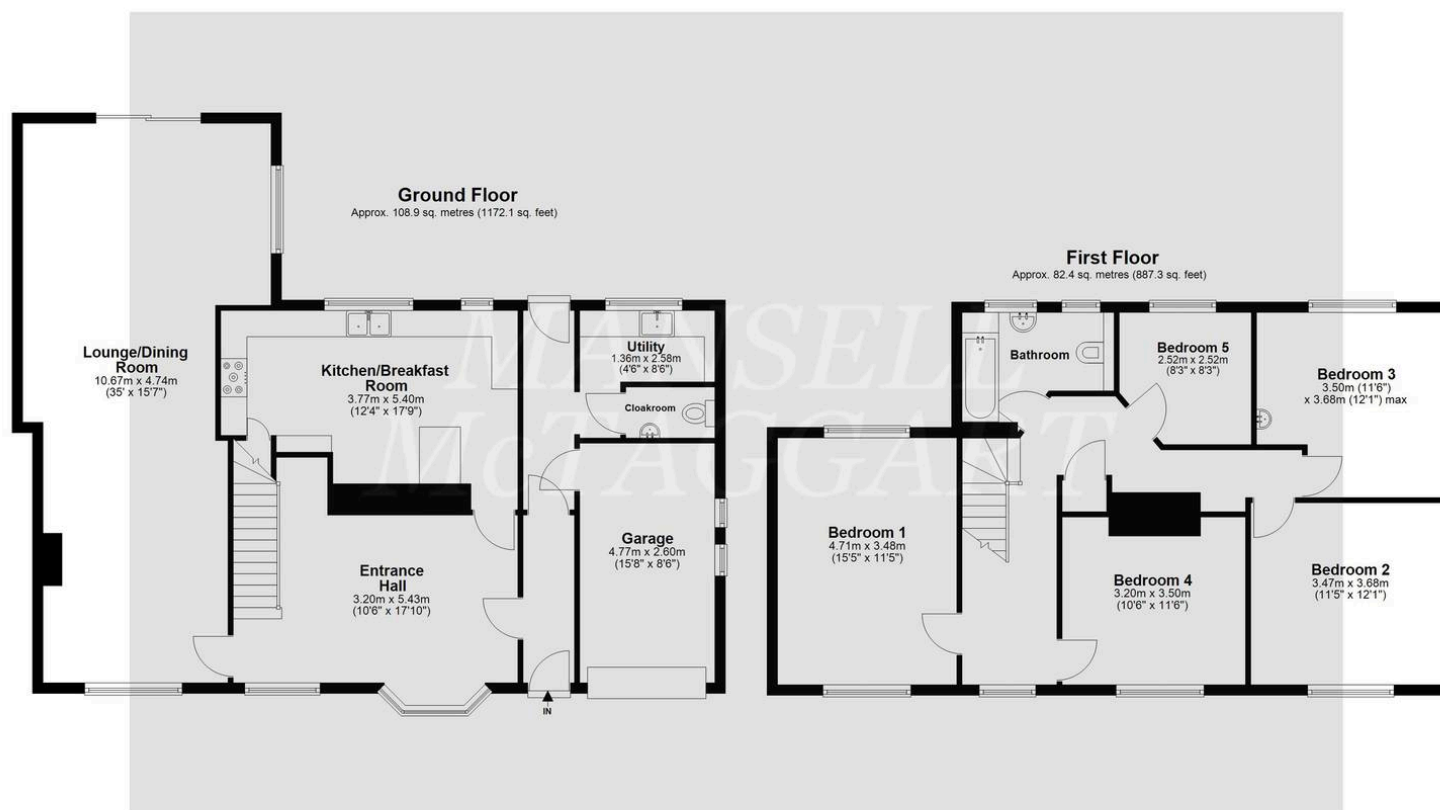 Ground Floor
Approx. 108.9 sq. metres (1172.1 sq. feet)
Lounge/Dining
Room
10.67m x 4.74m
(35' x 15'7")
Kitchen/Breakfast
Room
3.77m x 5.40m
(12'4" x 17'9")
Utility
1.36m x 2.58m
(4'6" x 8'6")
Cloakroom
Garage
4.77m x 2.60m
(15'8" x 8'6")
Entrance
Hall
3.20m x 5.43m
(10'6" x 17'10")
IN
First Floor
Approx. 82.4 sq. metres (887.3 sq. feet)
Bathroom
Bedroom 5
2.52m x 2.52m
(8'3" x 8'3")
Bedroom 3
3.50m (11'6")
x 3.68m (12'1") max
Bedroom 1
4.71m x 3.48m
(15'5" x 11'5")
Bedroom 4
3.20m x 3.50m
(10'6" x 11'6")
Bedroom 2
3.47m x 3.68m
(11'5" x 12'1")
MANSELL
McTAGGART